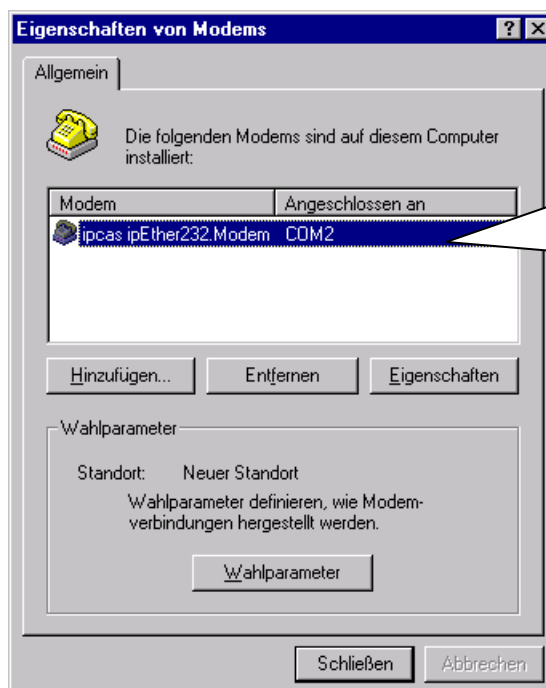 Eigenschaften von Modems
Allgemein
Die folgenden Modems sind auf diesem Computer
installiert:
Modem Angeschlossen an
ipcas ipEther232.Modem COM2
Hinzufügen... Entfernen Eigenschaften
Wahlparameter
Standort: Neuer Standort
Wahlparameter definieren, wie Modem-
verbindungen hergestellt werden.
Wahlparameter
Schließen Abbrechen